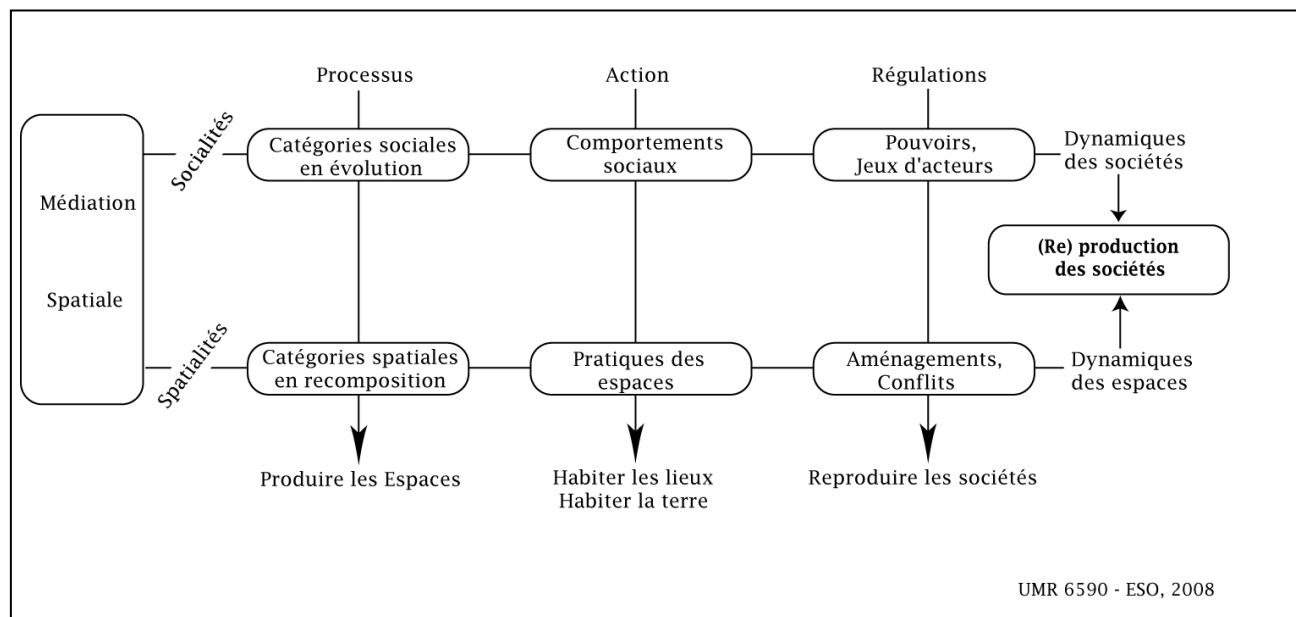 Processus
Action
Régulations
Socialités
Catégories sociales
en évolution
Comportements
sociaux
Pouvoirs,
Jeux d'acteurs
Dynamiques
des sociétés
Médiation
Spatiale
(Re) production
des sociétés
Spatialités
Catégories spatiales
en recomposition
Pratiques des
espaces
Aménagements,
Conflits
Dynamiques
des espaces
Produire les Espaces
Habiter les lieux
Habiter la terre
Reproduire les sociétés
UMR 6590 - ESO, 2008